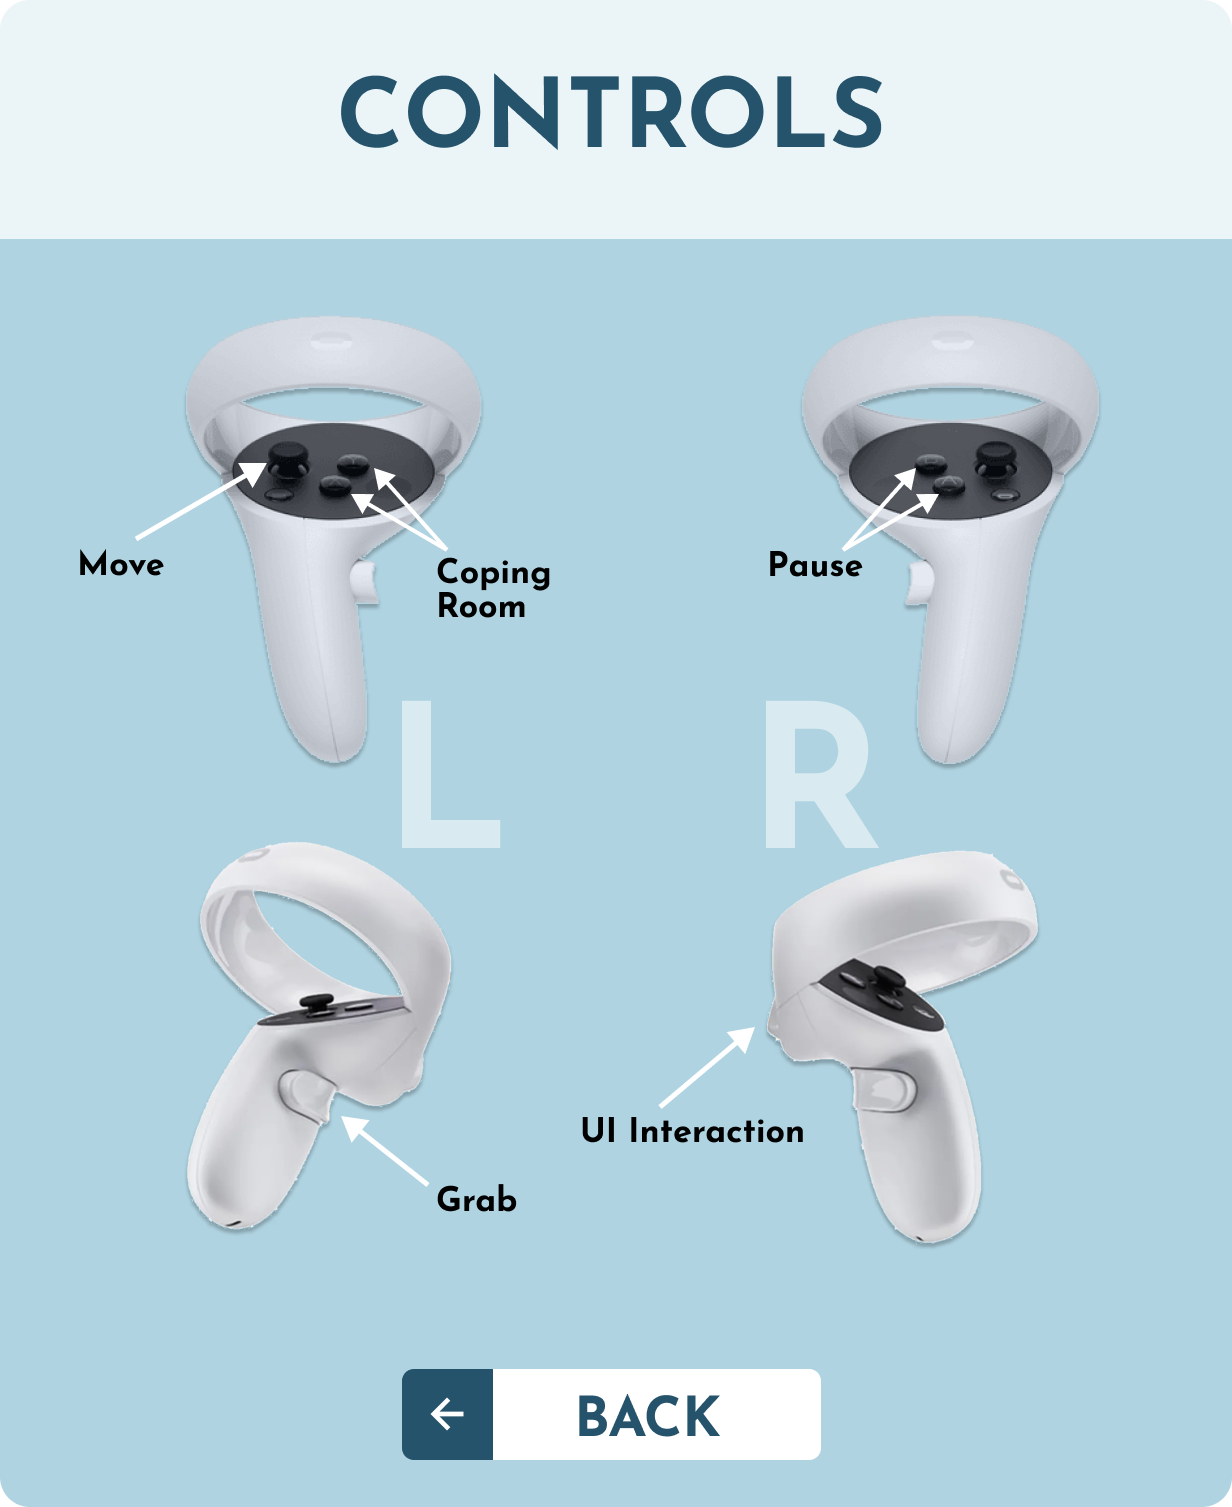 CONTROLS
Move
Coping
Room
Pause
L
R
UI Interaction
Grab
BACK